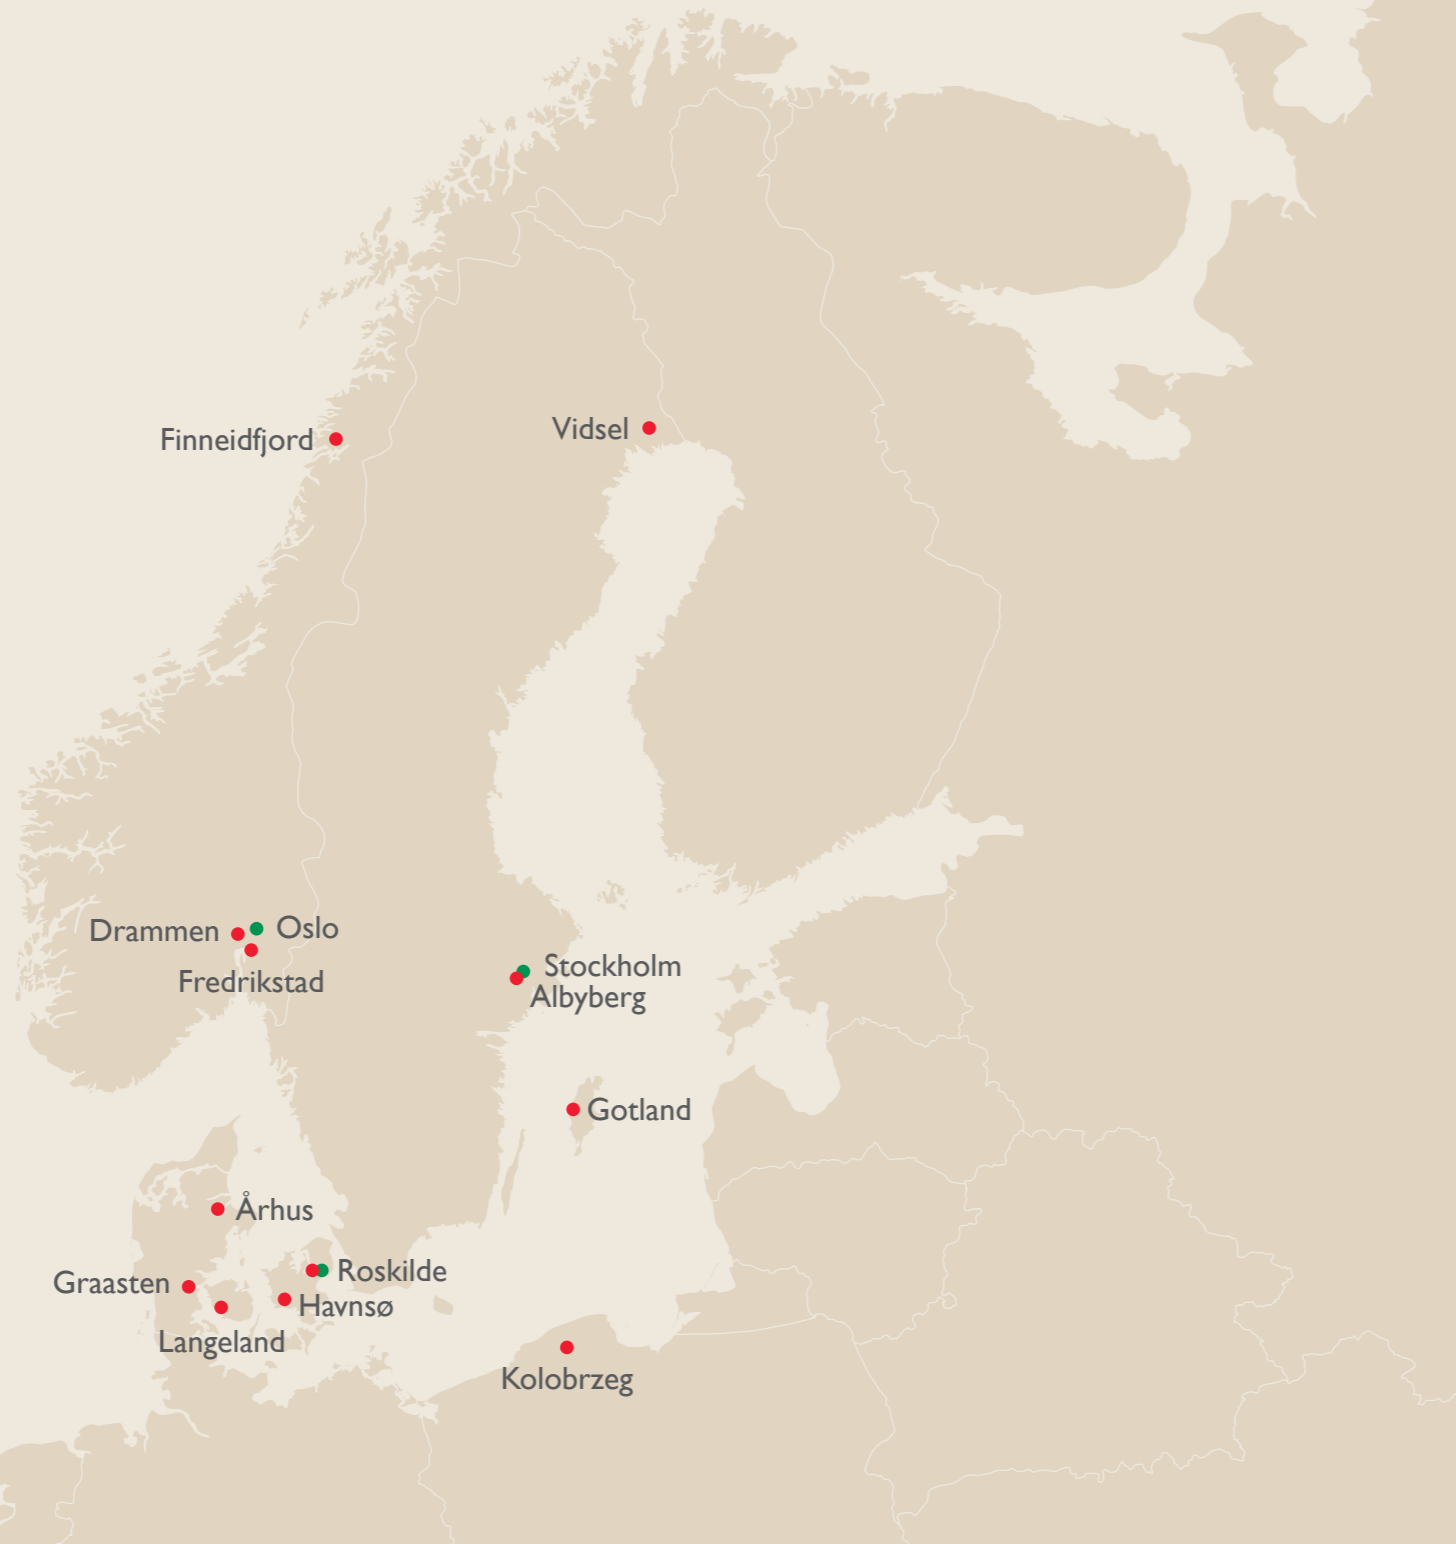 Vidsel
Finneidfjord
Oslo
Drammen
Fredrikstad
Stockholm
Albyberg
Gotland
Århus
Roskilde
Graasten
Havnsø
Langeland
Kolobrzeg